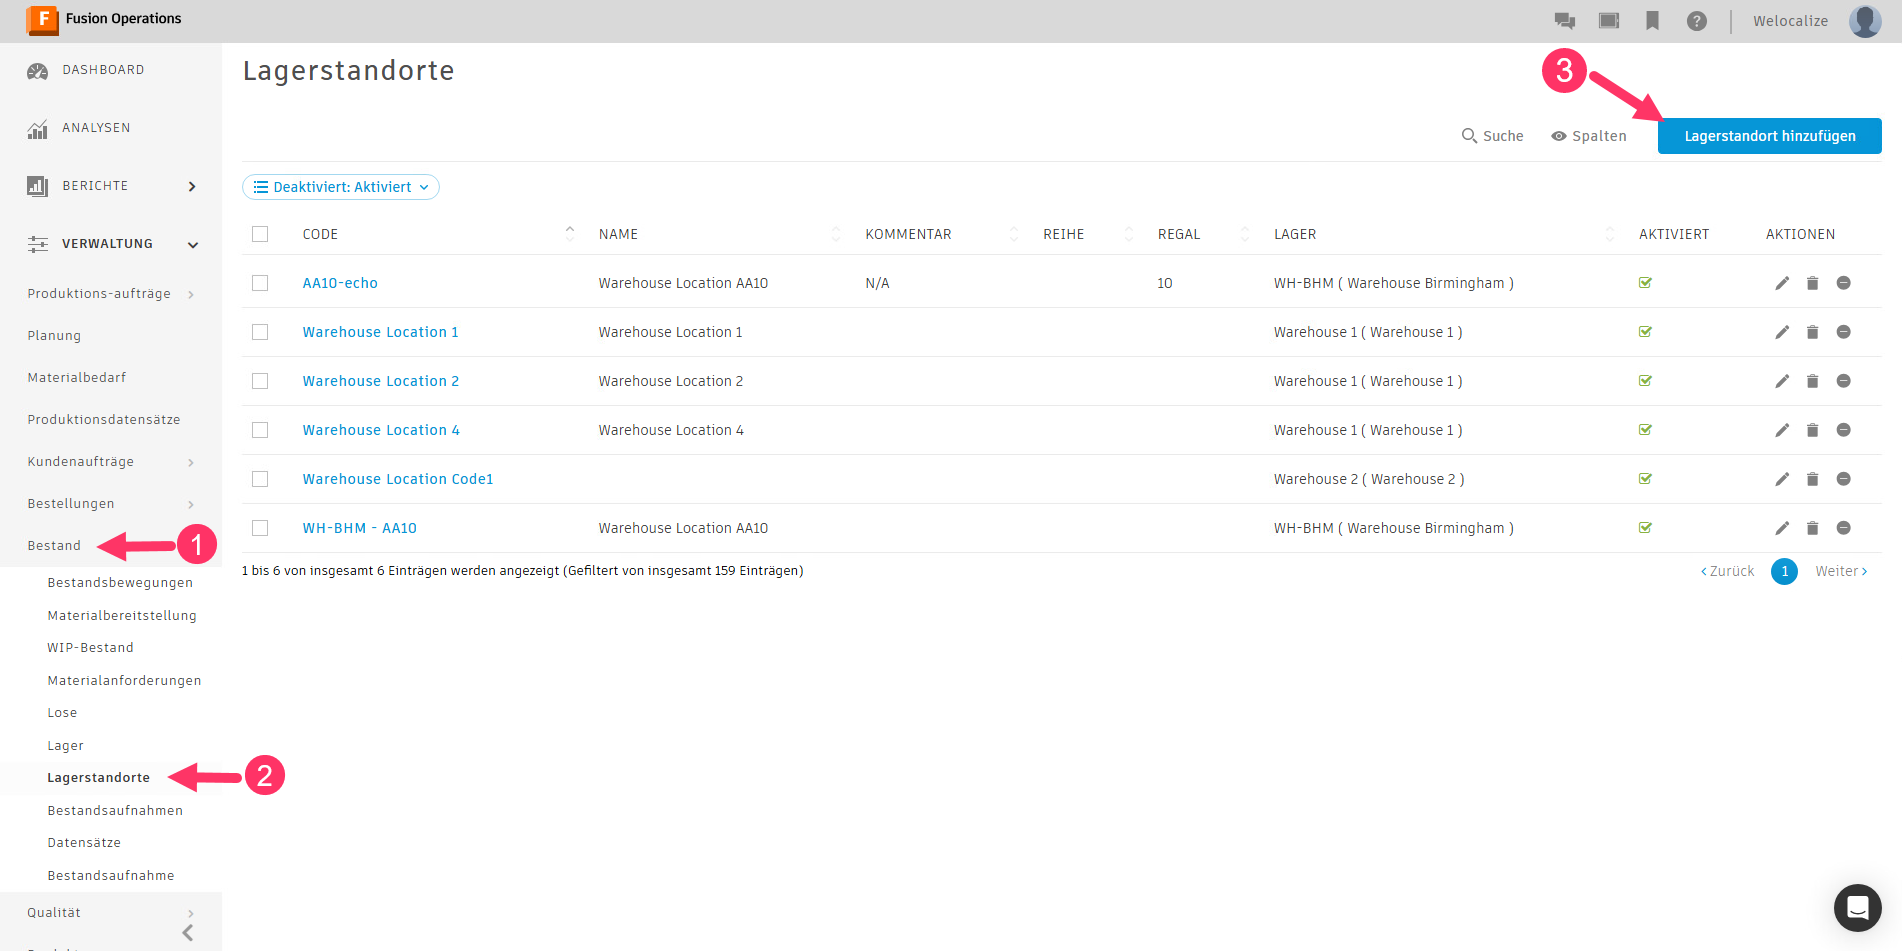 F Fusion Operations
? Welocalize
DASHBOARD
ANALYSEN
BERICHTE
VERWALTUNG
Produktions-aufträge
Planung
Materialbedarf
Produktionsdatensätze
Kundenaufträge
Bestellungen
Bestand 1
Bestandsbewegungen
Materialbereitstellung
WIP-Bestand
Materialanforderungen
Lose
Lager
Lagerstandorte 2
Bestandsaufnahmen
Datensätze
Bestandsaufnahme
Qualität
Lagerstandorte
3
Suche Spalten Lagerstandort hinzufügen
Deaktiviert: Aktiviert
CODE NAME KOMMENTAR REIHE REGAL LAGER AKTIVIERT AKTIONEN
AA10-echo Warehouse Location AA10 N/A 10 WH-BHM ( Warehouse Birmingham )
Warehouse Location 1 Warehouse Location 1 Warehouse 1 ( Warehouse 1 )
Warehouse Location 2 Warehouse Location 2 Warehouse 1 ( Warehouse 1 )
Warehouse Location 4 Warehouse Location 4 Warehouse 1 ( Warehouse 1 )
Warehouse Location Code1 Warehouse 2 ( Warehouse 2 )
WH-BHM - AA10 Warehouse Location AA10 WH-BHM ( Warehouse Birmingham )
1 bis 6 von insgesamt 6 Einträgen werden angezeigt (Gefiltert von insgesamt 159 Einträgen)
Zurück 1 Weiter